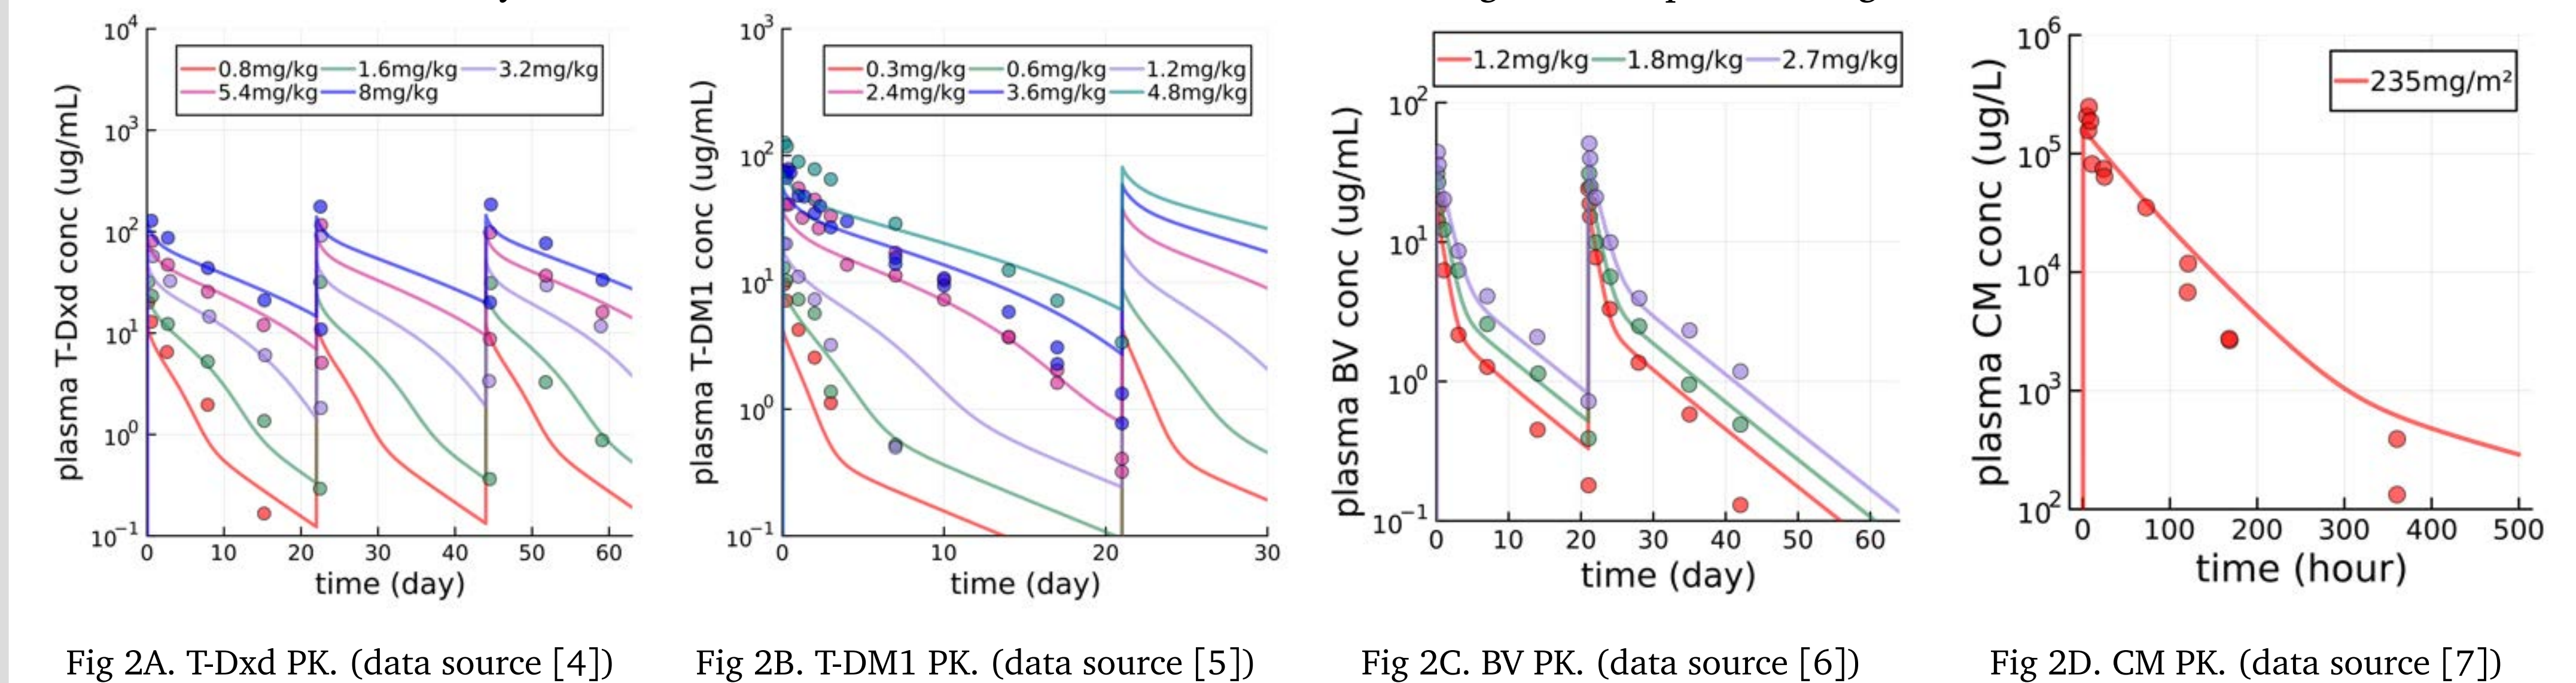 10^4
10^3
10^2
10^1
10^0
10^−1
plasma T-Dxd conc (ug/mL)
0.8mg/kg 1.6mg/kg 3.2mg/kg
5.4mg/kg 8mg/kg
0 10 20 30 40 50 60
time (day)
Fig 2A. T-Dxd PK. (data source [4])
10^3
10^2
10^1
10^0
10^−1
plasma T-DM1 conc (ug/mL)
0.3mg/kg 0.6mg/kg 1.2mg/kg
2.4mg/kg 3.6mg/kg 4.8mg/kg
0 10 20 30
time (day)
Fig 2B. T-DM1 PK. (data source [5])
1.2mg/kg 1.8mg/kg 2.7mg/kg
10^2
10^1
10^0
10^−1
plasma BV conc (ug/mL)
0 10 20 30 40 50 60
time (day)
Fig 2C. BV PK. (data source [6])
10^6
10^5
10^4
10^3
10^2
plasma CM conc (ug/L)
235mg/m²
0 100 200 300 400 500
time (hour)
Fig 2D. CM PK. (data source [7])